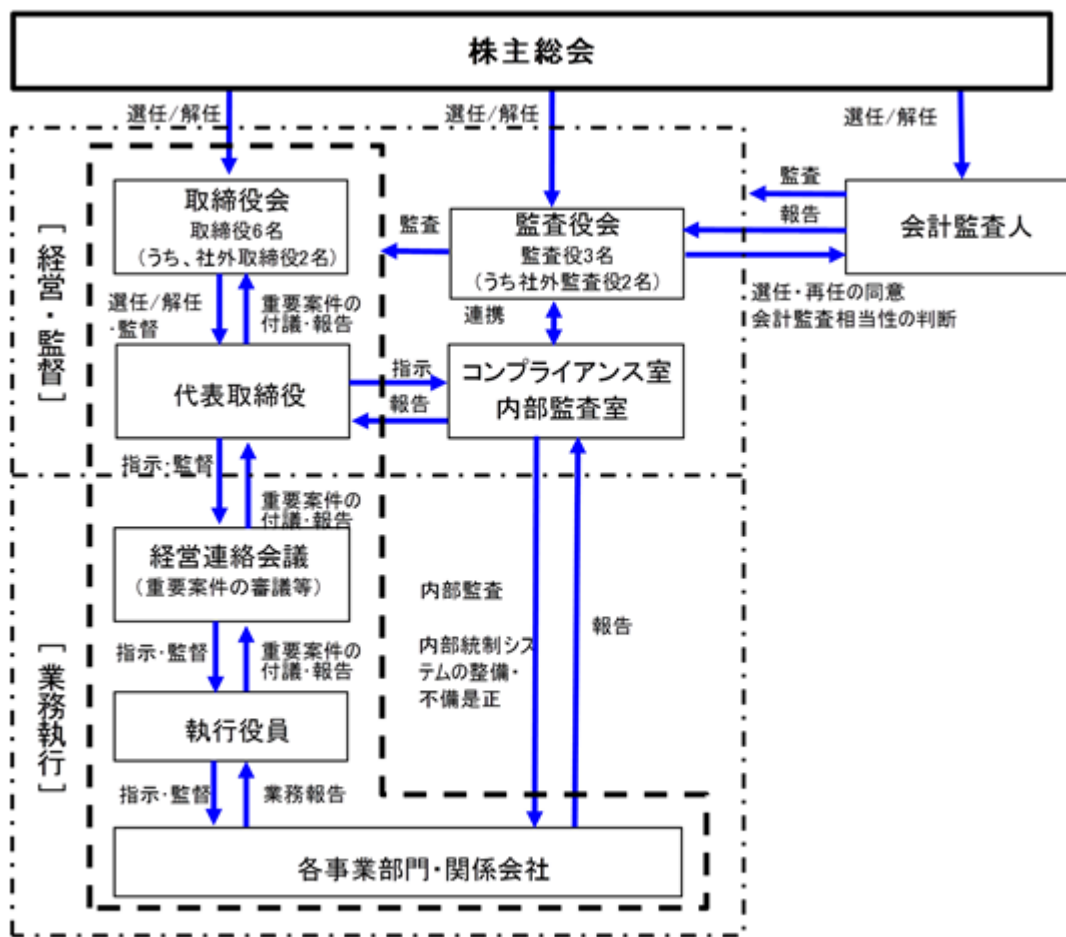 株主総会
選任/解任
選任/解任
選任/解任
[経営・監督]
取締役会
取締役6名
(うち、社外取締役2名)
監査
監査役会
監査役3名
(うち社外監査役2名)
監査
報告
会計監査人
選任・再任の同意
会計監査相当性の判断
選任/解任
・監督
重要案件の
付議・報告
連携
代表取締役
指示
報告
コンプライアンス室
内部監査室
指示・監督
重要案件の
付議・報告
[業務執行]
経営連絡会議
(重要案件の審議等)
内部監査
内部統制シス
テムの整備・
不備是正
報告
指示・監督
重要案件の
付議・報告
執行役員
指示・監督
業務報告
各事業部門・関係会社